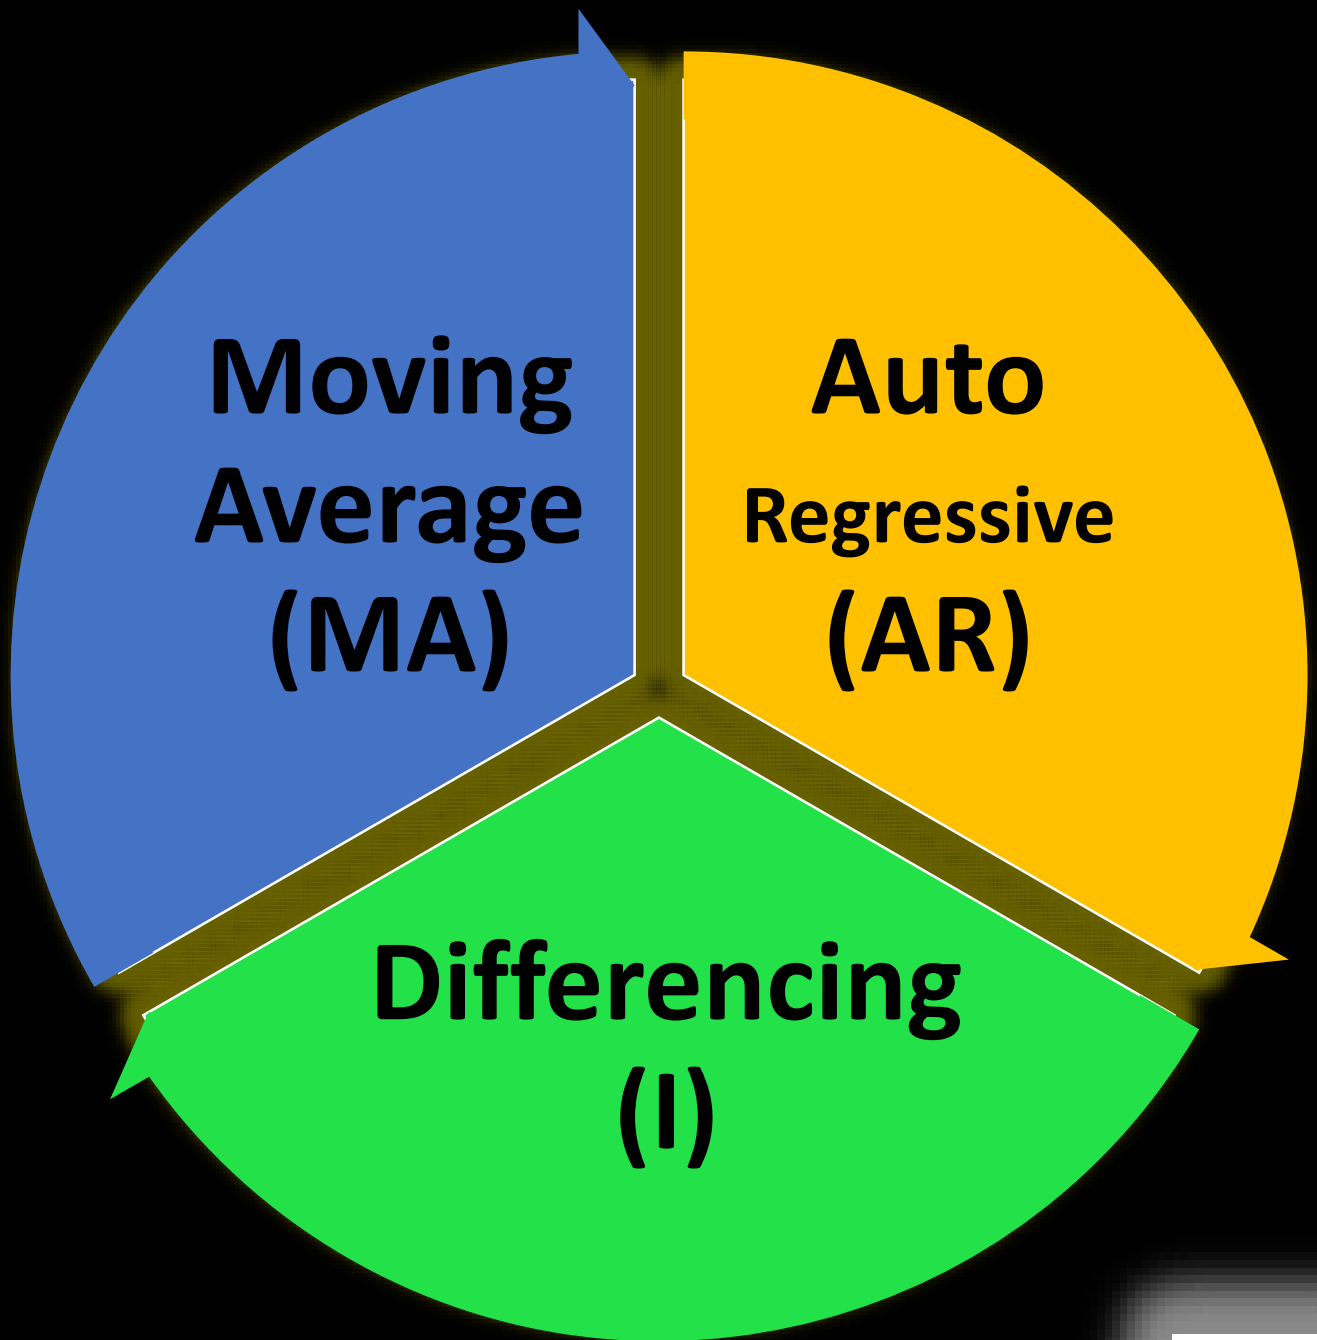 Moving
Average
(MA)
Auto
Regressive
(AR)
Differencing
(I)